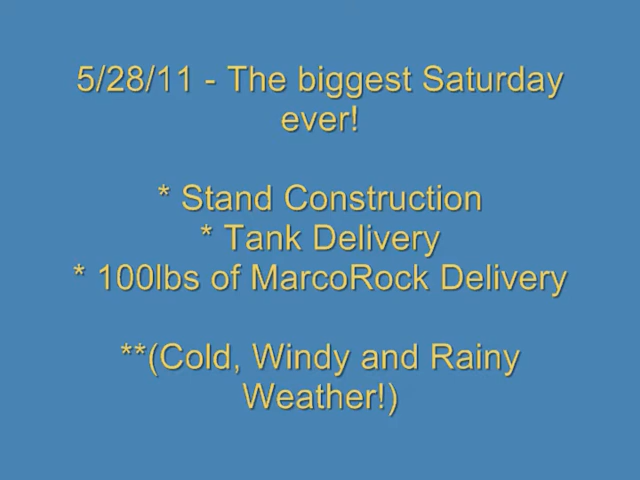 5/28/11 - The biggest Saturday
ever!
* Stand Construction
* Tank Delivery
* 100lbs of MarcoRock Delivery
**(Cold, Windy and Rainy
Weather!)